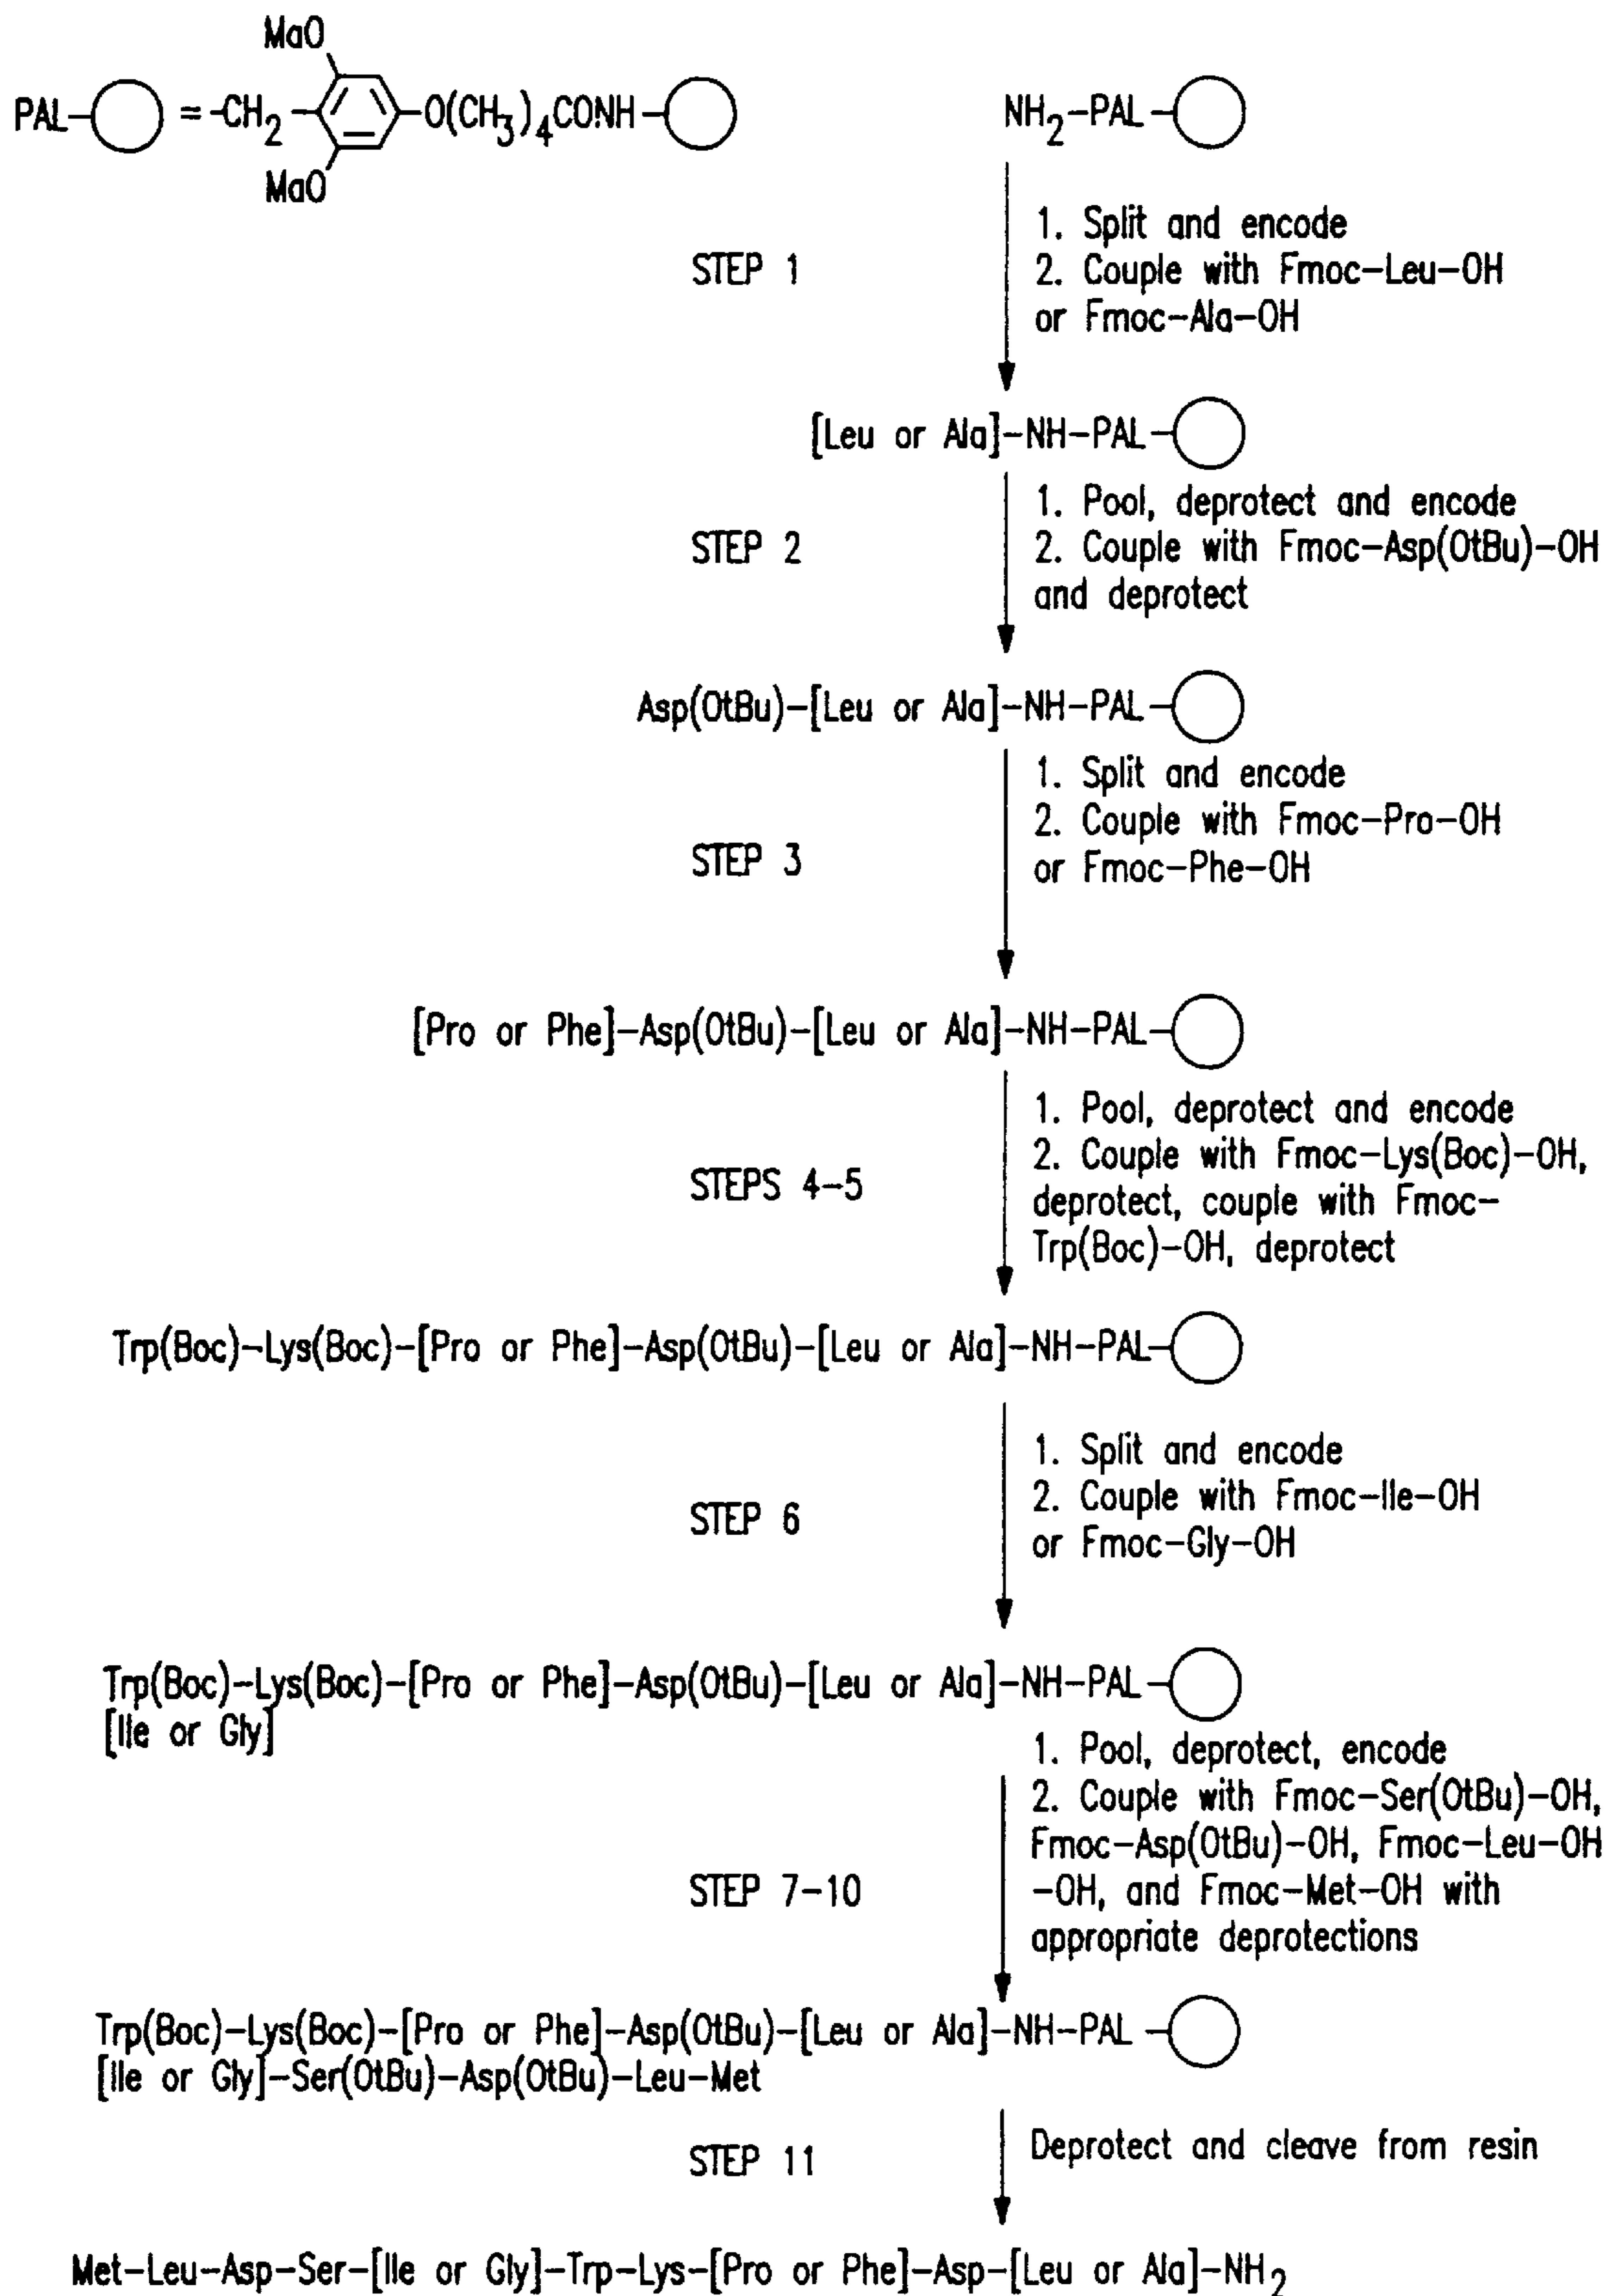 MaO
PAL–◯ = –CH2–O(CH3)4CONH–◯
MaO
NH2–PAL–◯
STEP 1
1. Split and encode
2. Couple with Fmoc–Leu–OH
or Fmoc–Ala–OH
[Leu or Ala]–NH–PAL–◯
STEP 2
1. Pool, deprotect and encode
2. Couple with Fmoc–Asp(OtBu)–OH
and deprotect
Asp(OtBu)–[Leu or Ala]–NH–PAL–◯
STEP 3
1. Split and encode
2. Couple with Fmoc–Pro–OH
or Fmoc–Phe–OH
[Pro or Phe]–Asp(OtBu)–[Leu or Ala]–NH–PAL–◯
STEPS 4–5
1. Pool, deprotect and encode
2. Couple with Fmoc–Lys(Boc)–OH,
deprotect, couple with Fmoc–
Trp(Boc)–OH, deprotect
Trp(Boc)–Lys(Boc)–[Pro or Phe]–Asp(OtBu)–[Leu or Ala]–NH–PAL–◯
STEP 6
1. Split and encode
2. Couple with Fmoc–Ile–OH
or Fmoc–Gly–OH
Trp(Boc)–Lys(Boc)–[Pro or Phe]–Asp(OtBu)–[Leu or Ala]–NH–PAL–◯
[Ile or Gly]
STEP 7–10
1. Pool, deprotect, encode
2. Couple with Fmoc–Ser(OtBu)–OH,
Fmoc–Asp(OtBu)–OH, Fmoc–Leu–OH
–OH, and Fmoc–Met–OH with
appropriate deprotections
Trp(Boc)–Lys(Boc)–[Pro or Phe]–Asp(OtBu)–[Leu or Ala]–NH–PAL–◯
[Ile or Gly]–Ser(OtBu)–Asp(OtBu)–Leu–Met
STEP 11
Deprotect and cleave from resin
Met–Leu–Asp–Ser–[Ile or Gly]–Trp–Lys–[Pro or Phe]–Asp–[Leu or Ala]–NH2